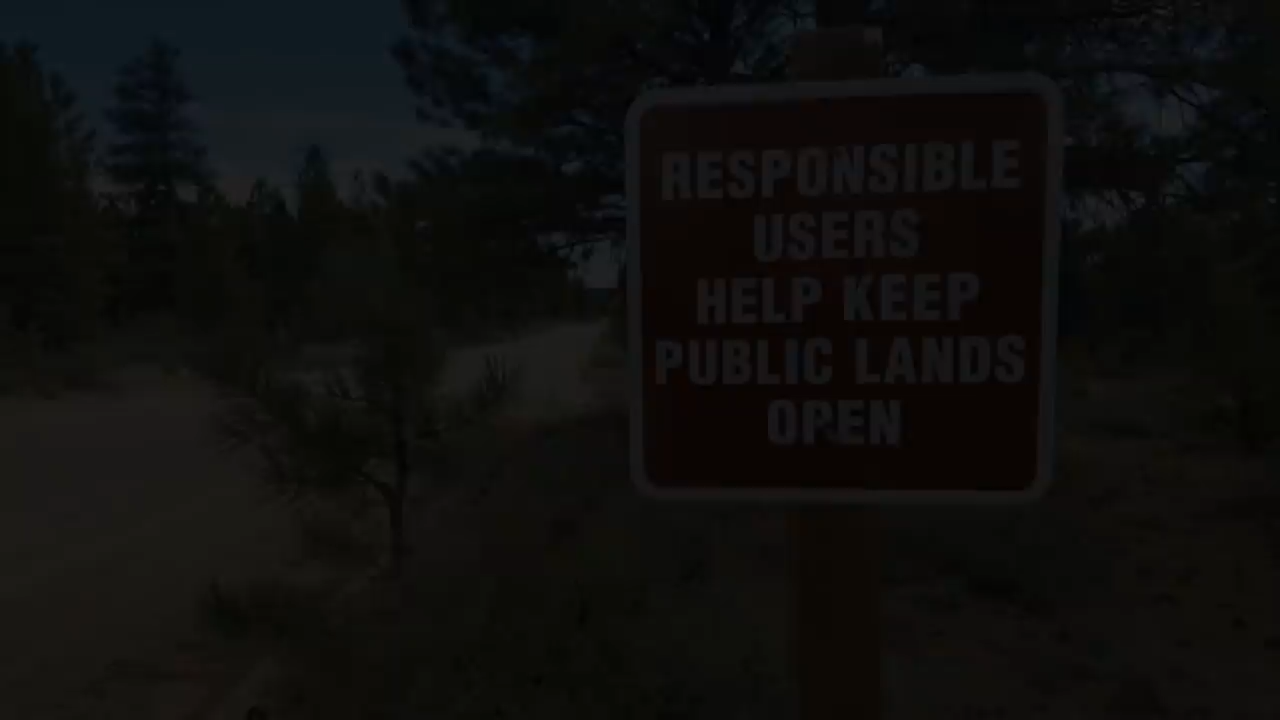 RESPONSIBLE
USERS
HELP KEEP
PUBLIC LANDS
OPEN